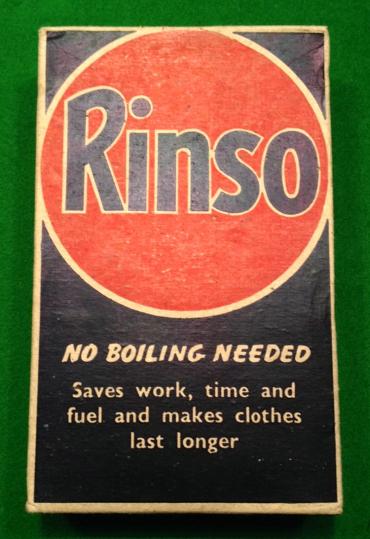 Rinso
NO BOILING NEEDED
Saves work, time and
fuel and makes clothes
last longer